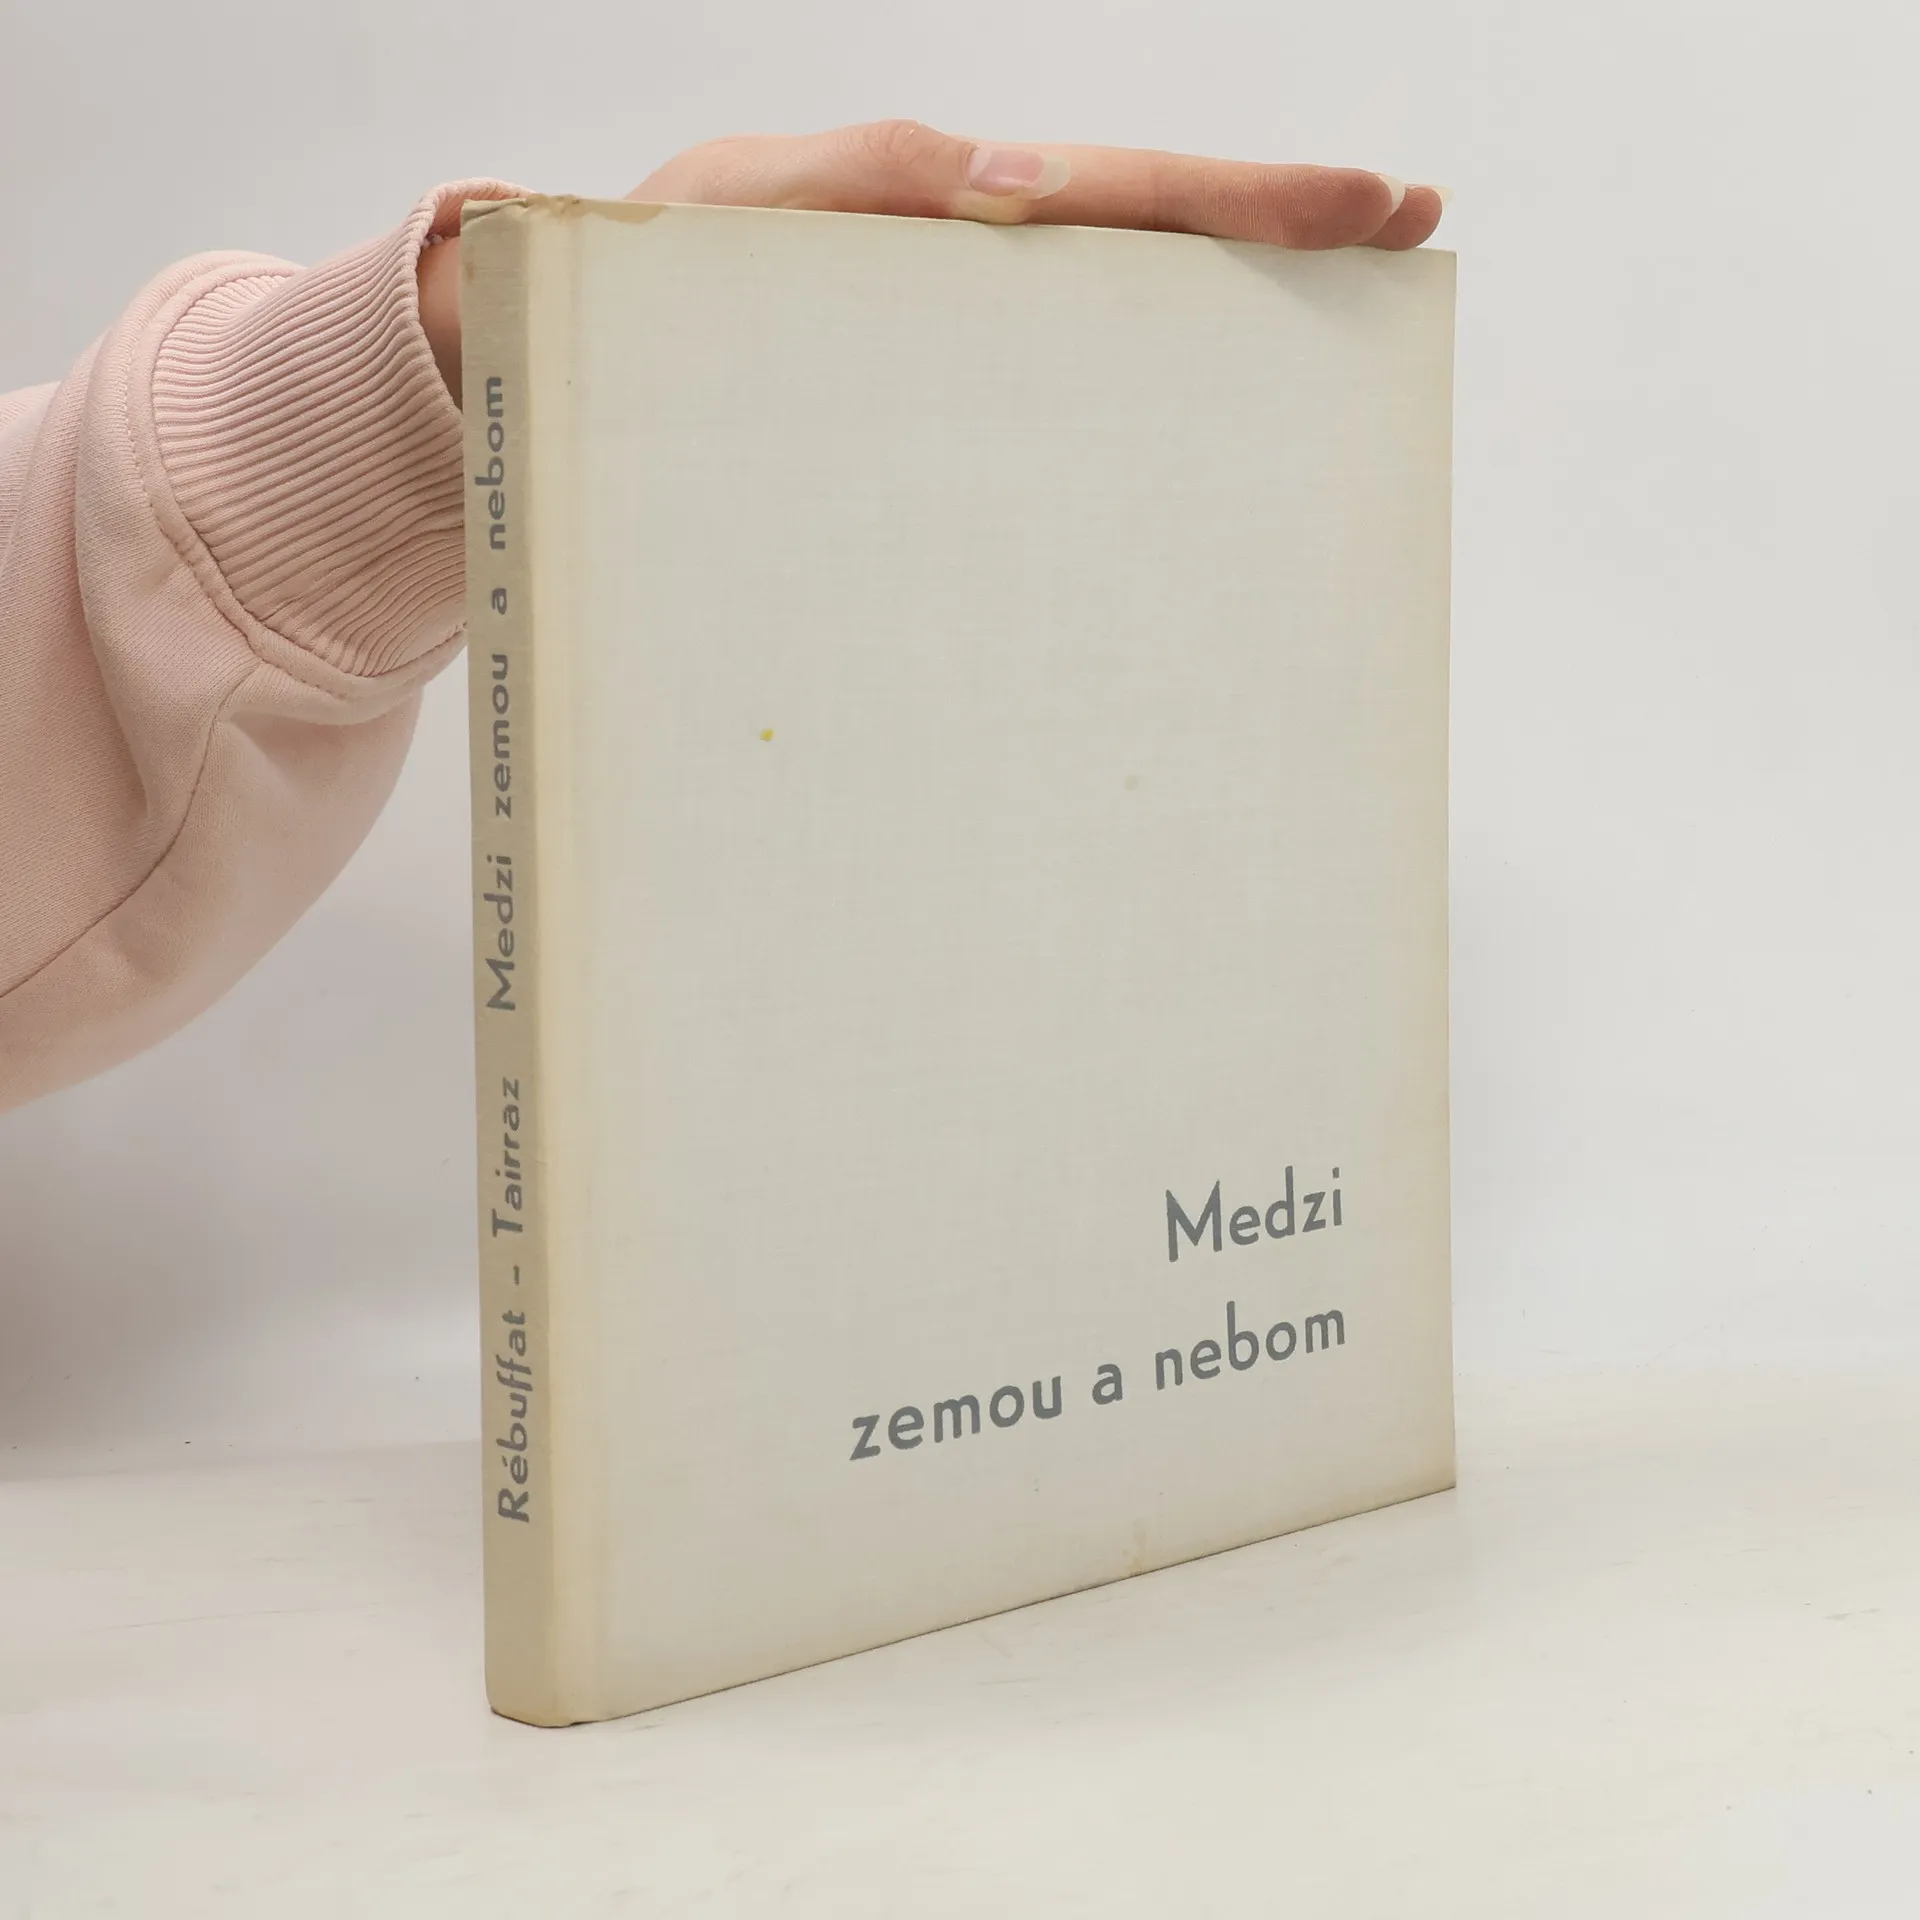 Rébuffat - Tairraz Medzi zemou a nebom
Medzi
zemou a nebom